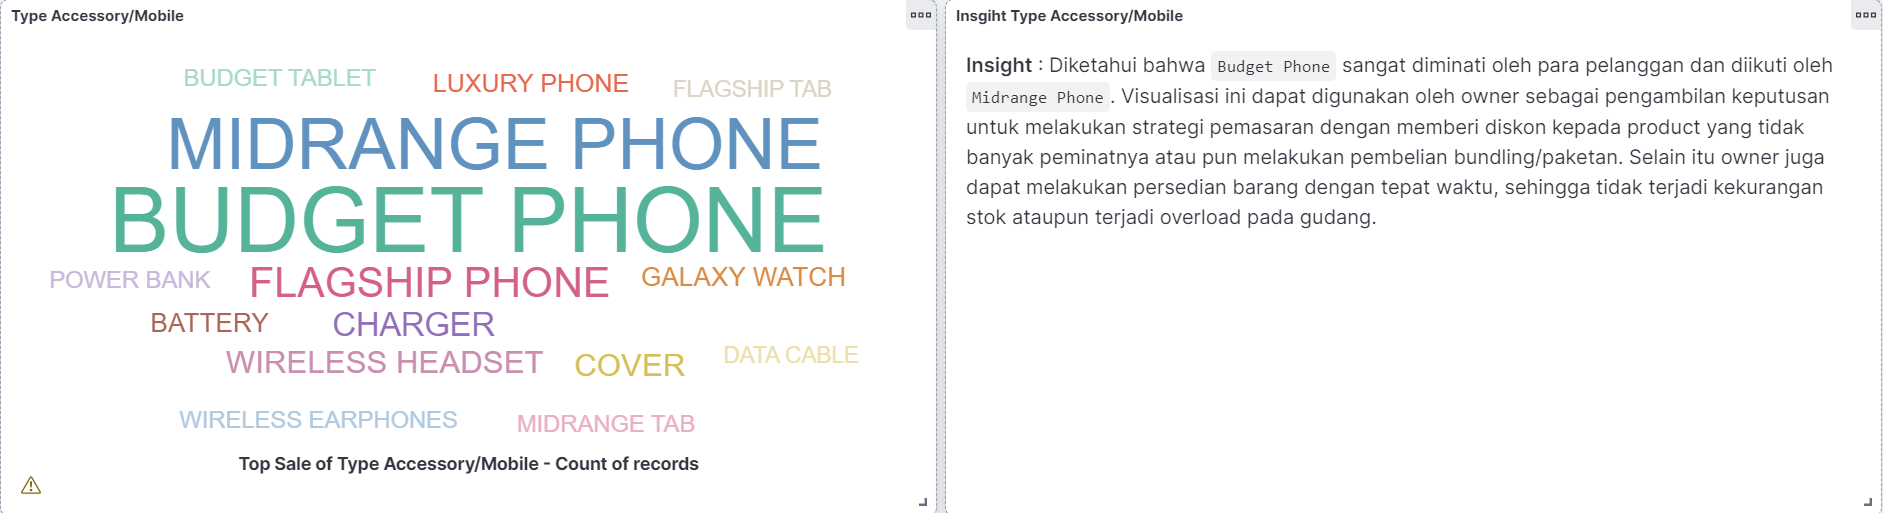 Type Accessory/Mobile
BUDGET TABLET
LUXURY PHONE
FLAGSHIP TAB
MIDRANGE PHONE
BUDGET PHONE
POWER BANK
FLAGSHIP PHONE
GALAXY WATCH
BATTERY
CHARGER
WIRELESS HEADSET
COVER
DATA CABLE
WIRELESS EARPHONES
MIDRANGE TAB
Top Sale of Type Accessory/Mobile - Count of records
Insgiht Type Accessory/Mobile
Insight : Diketahui bahwa Budget Phone sangat diminati oleh para pelanggan dan diikuti oleh
Midrange Phone. Visualisasi ini dapat digunakan oleh owner sebagai pengambilan keputusan
untuk melakukan strategi pemasaran dengan memberi diskon kepada product yang tidak
banyak peminatnya atau pun melakukan pembelian bundling/paketan. Selain itu owner juga
dapat melakukan persedian barang dengan tepat waktu, sehingga tidak terjadi kekurangan
stok ataupun terjadi overload pada gudang.